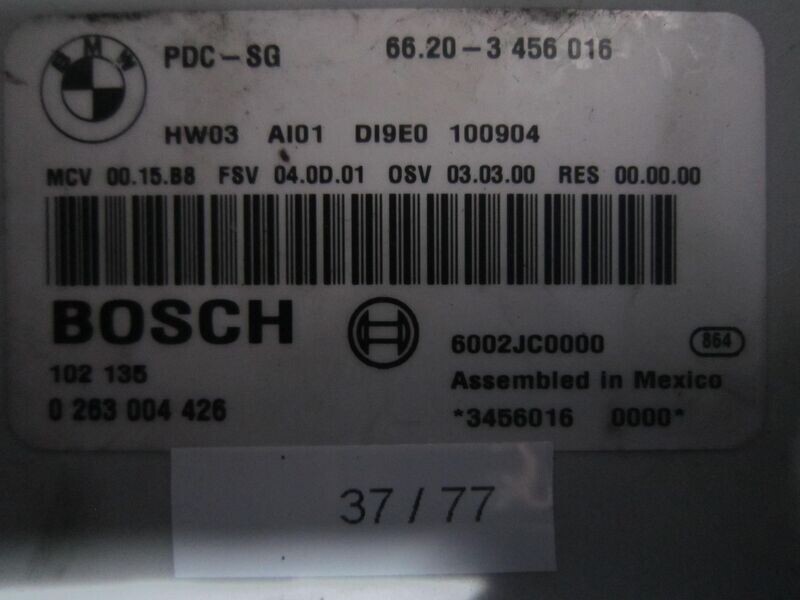 BMW
PDC-SG 66.20-3 456 016
HW03 AI01 DI9E0 100904
MCV 00.15.B8 FSV 04.0D.01 OSV 03.03.00 RES 00.00.00
BOSCH
6002JC0000 864
102 135 Assembled in Mexico
0 263 004 426 *3456016 0000*
37/77